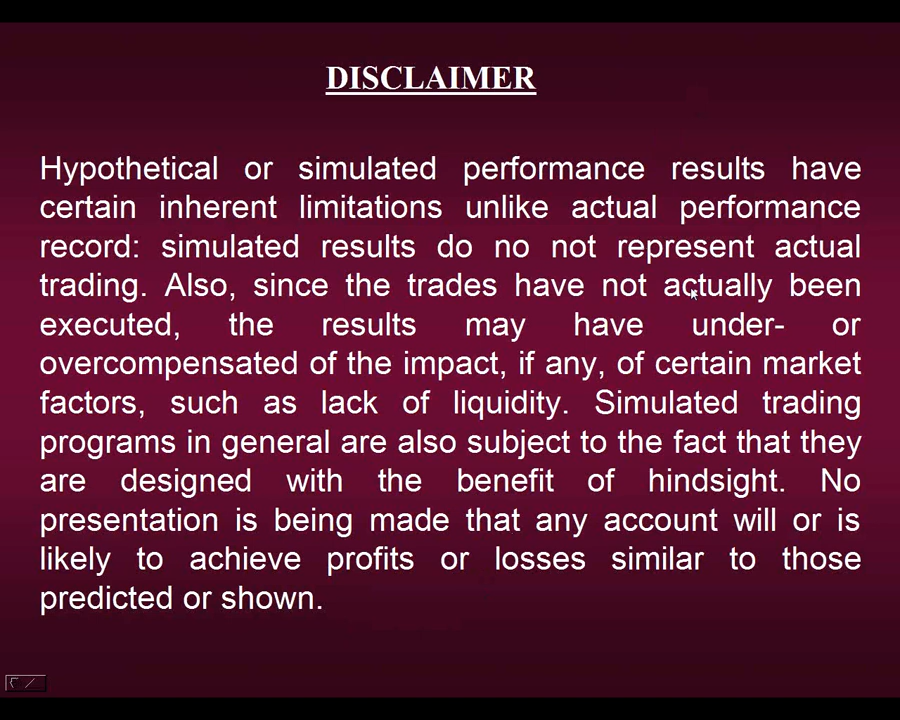 DISCLAIMER
Hypothetical or simulated performance results have
certain inherent limitations unlike actual performance
record: simulated results do no not represent actual
trading. Also, since the trades have not actually been
executed, the results may have under- or
overcompensated of the impact, if any, of certain market
factors, such as lack of liquidity. Simulated trading
programs in general are also subject to the fact that they
are designed with the benefit of hindsight. No
presentation is being made that any account will or is
likely to achieve profits or losses similar to those
predicted or shown.